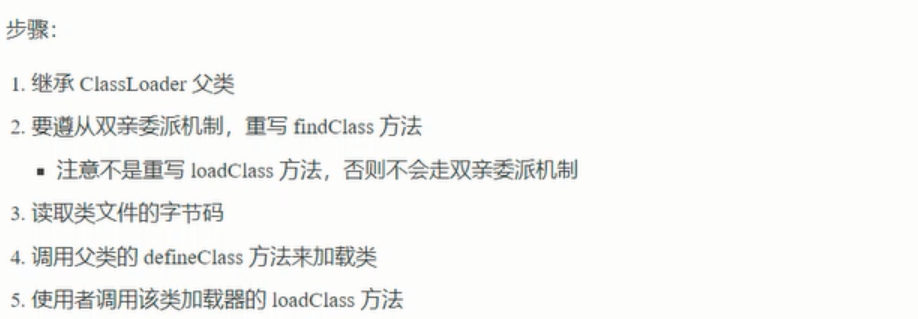 步骤：
1. 继承 ClassLoader 父类
2. 要遵从双亲委派机制，重写 findClass 方法
▪ 注意不是重写 loadClass 方法，否则不会走双亲委派机制
3. 读取类文件的字节码
4. 调用父类的 defineClass 方法来加载类
5. 使用者调用该类加载器的 loadClass 方法